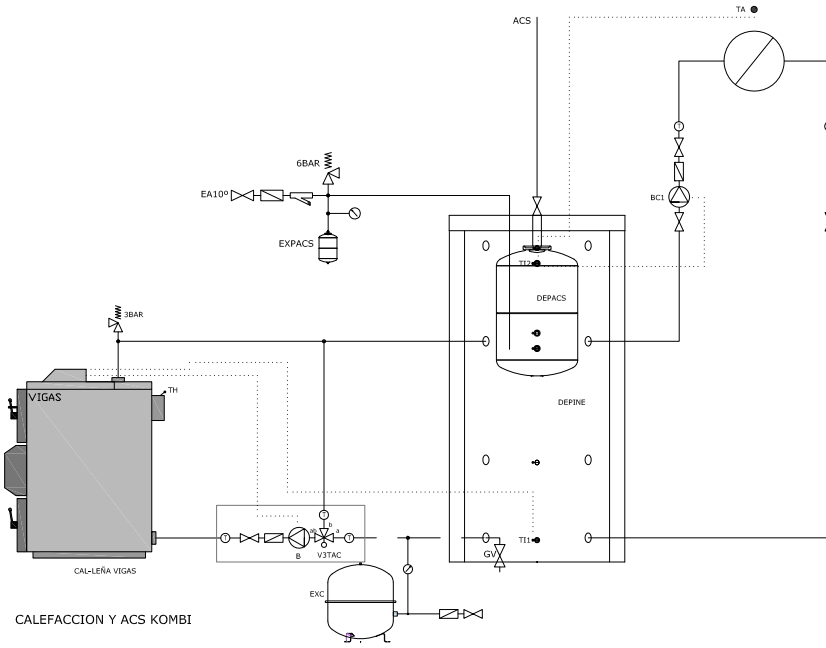 TA
ACS
6BAR
EA10º
T
BC1
EXPACS
TI2
DEPACS
3BAR
TH
VIGAS
DEPINE
T
b
ab
a
T
T
B
V3TAC
TI1
GV
CAL-LEÑA VIGAS
EXC
CALEFACCION Y ACS KOMBI